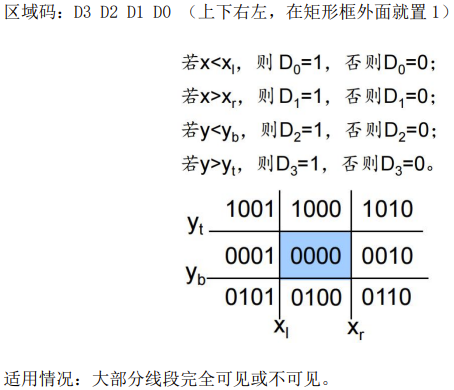 区域码：D3 D2 D1 D0 （上下右左，在矩形框外面就置 1）
若x<xl，则 D0=1，否则D0=0；
若x>xr，则 D1=1，否则D1=0；
若y<yb，则D2=1，否则D2=0；
若y>yt，则D3=1，否则D3=0。
1001 1000 1010
yt
0001 0000 0010
yb
0101 0100 0110
xl xr
适用情况：大部分线段完全可见或不可见。